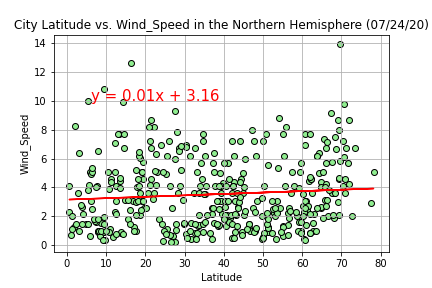 City Latitude vs. Wind_Speed in the Northern Hemisphere (07/24/20)
14
12
10
8
6
4
2
0
Wind_Speed
y = 0.01x + 3.16
0 10 20 30 40 50 60 70 80
Latitude